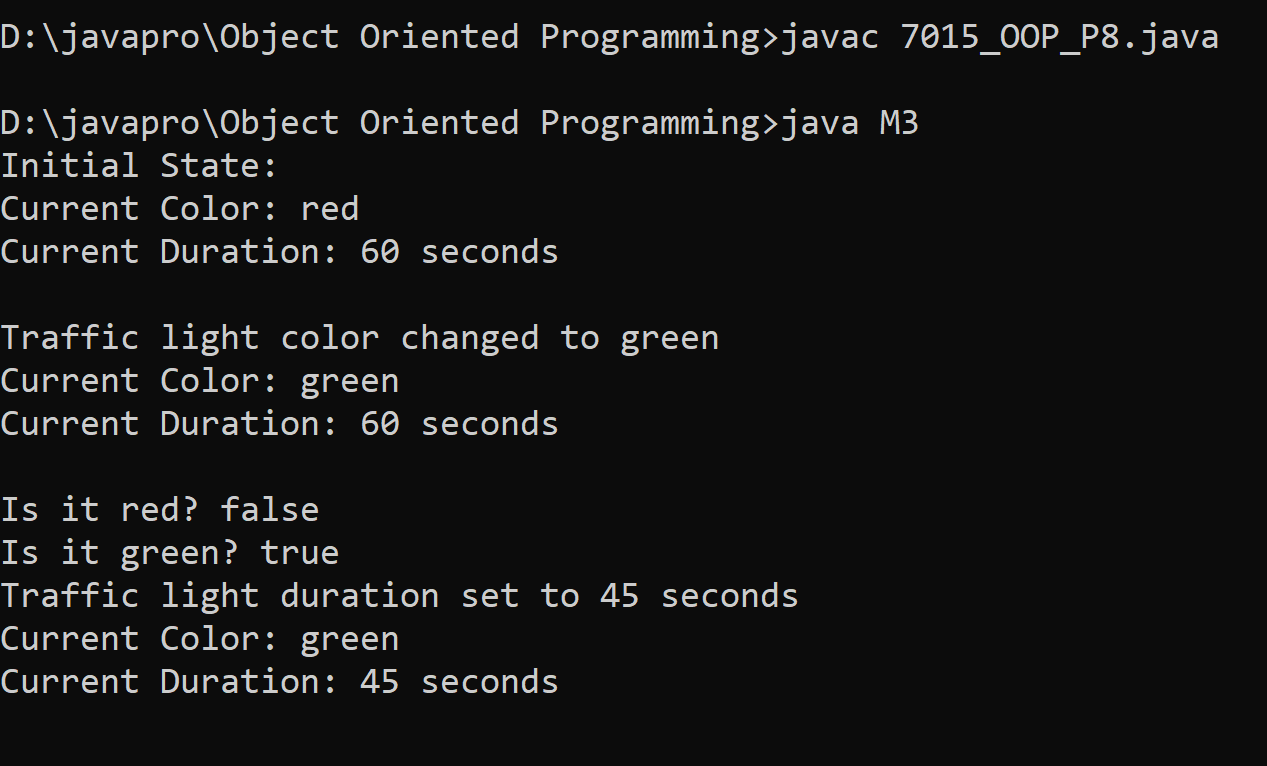 D:\javapro\Object Oriented Programming>javac 7015_OOP_P8.java
D:\javapro\Object Oriented Programming>java M3
Initial State:
Current Color: red
Current Duration: 60 seconds
Traffic light color changed to green
Current Color: green
Current Duration: 60 seconds
Is it red? false
Is it green? true
Traffic light duration set to 45 seconds
Current Color: green
Current Duration: 45 seconds